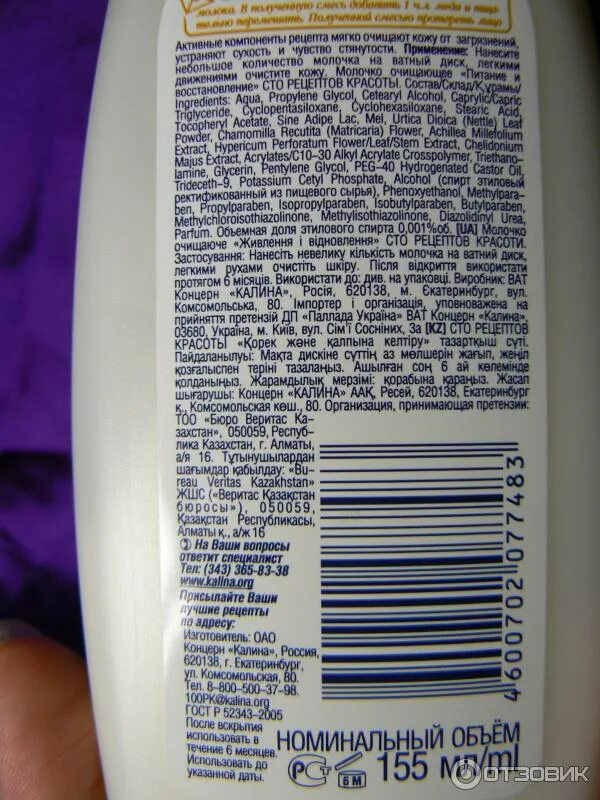 молока. В полученную смесь добавить 1 ч.л. меда и тща-
тельно перемешать. Полученной смесью протереть лицо
Активные компоненты рецепта мягко очищают кожу от загрязнений,
устраняют сухость и чувство стянутости. Применение: Нанесите
небольшое количество молочка на ватный диск, легкими
движениями очистите кожу. Молочко очищающее «Питание и
восстановление» СТО РЕЦЕПТОВ КРАСОТЫ. Состав/Склад/Құрамы/
Ingredients: Aqua, Propylene Glycol, Cetearyl Alcohol, Caprylic/Capric
Triglyceride, Cyclopentasiloxane, Cyclohexasiloxane, Stearic Acid,
Tocopheryl Acetate, Sine Adipe Lac, Mel, Urtica Dioica (Nettle) Leaf
Powder, Chamomilla Recutita (Matricaria) Flower, Achillea Millefolium
Extract, Hypericum Perforatum Flower/Leaf/Stem Extract, Chelidonium
Majus Extract, Acrylates/C10-30 Alkyl Acrylate Crosspolymer, Triethano-
lamine, Glycerin, Pentylene Glycol, PEG-40 Hydrogenated Castor Oil,
Trideceth-9, Potassium Cetyl Phosphate, Alcohol (спирт этиловый
ректификованный из пищевого сырья), Phenoxyethanol, Methylpara-
ben, Propylparaben, Isopropylparaben, Isobutylparaben, Butylparaben,
Methylchloroisothiazolinone, Methylisothiazolinone, Diazolidinyl Urea,
Parfum. Объемная доля этилового спирта 0,001%об. [UA] Молочко
очищаюче «Живлення і відновлення» СТО РЕЦЕПТОВ КРАСОТИ.
Застосування: Нанесіть невелику кількість молочка на ватний диск,
легкими рухами очистіть шкіру. Після відкриття використати
протягом 6 місяців. Використати до: див. на упаковці. Виробник: ВАТ
Концерн «КАЛИНА», Росія, 620138, м. Екатеринбург, вул.
Комсомольська, 80. Імпортер і організація, уповноважена на
прийняття претензій ДП «Паллада Україна» ВАТ Концерн «Калина»,
03680, Україна, м. Київ, вул. Сім'ї Сосніних, 3а [KZ] СТО РЕЦЕПТОВ
КРАСОТЫ «Қорек және қалпына келтіру» тазартқыш сүті.
Пайдаланылуы: Мақта дискіне сүттің аз мөлшерін жағып, жеңіл
қозғалыспен теріні тазалаңыз. Ашылған соң 6 ай көлемінде
қолданыңыз. Жарамдылық мерзімі: қорабына қараңыз. Жасап
шығарушы: Концерн «КАЛИНА» ААҚ, Ресей, 620138, Екатеринбург
қ., Комсомольская көш., 80. Организация, принимающая претензии:
ТОО «Бюро Веритас Ка-
захстан», 050059, Респуб-
лика Казахстан, г. Алматы,
а/я 16. Тұтынушылардан
шағымдар қабылдау: «Bu-
reau Veritas Kazakhstan»
ЖШС («Веритас Қазақстан
бюросы»), 050059,
Қазақстан Республикасы,
Алматы қ., а/ж 16
На Ваши вопросы
ответит специалист
Тел: (343) 365-83-38
www.kalina.org
Присылайте Ваши
лучшие рецепты
по адресу:
Изготовитель: ОАО
Концерн «Калина», Россия,
620138, г. Екатеринбург,
ул. Комсомольская, 80.
Тел. 8-800-500-37-98.
100PK@kalina.org
ГОСТ Р 52343-2005
После вскрытия
использовать в
течение 6 месяцев.
Использовать до
указанной даты.
4600702077483
НОМИНАЛЬНЫЙ ОБЪЁМ
РСТ 6 М 155 мл/ml
ОТЗОВИК